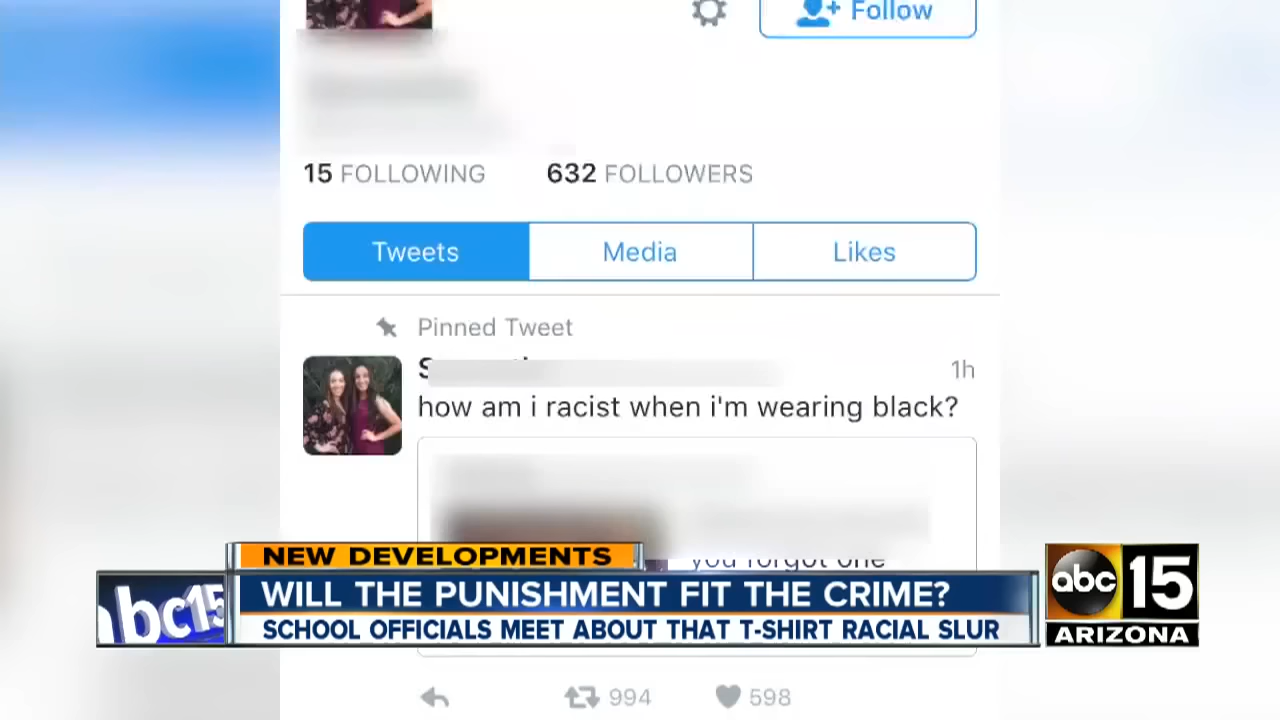 Follow
15 FOLLOWING 632 FOLLOWERS
Tweets Media Likes
Pinned Tweet
1h
how am i racist when i'm wearing black?
you forgot one
NEW DEVELOPMENTS
WILL THE PUNISHMENT FIT THE CRIME?
SCHOOL OFFICIALS MEET ABOUT THAT T-SHIRT RACIAL SLUR
abc15
abc 15
ARIZONA
994 598